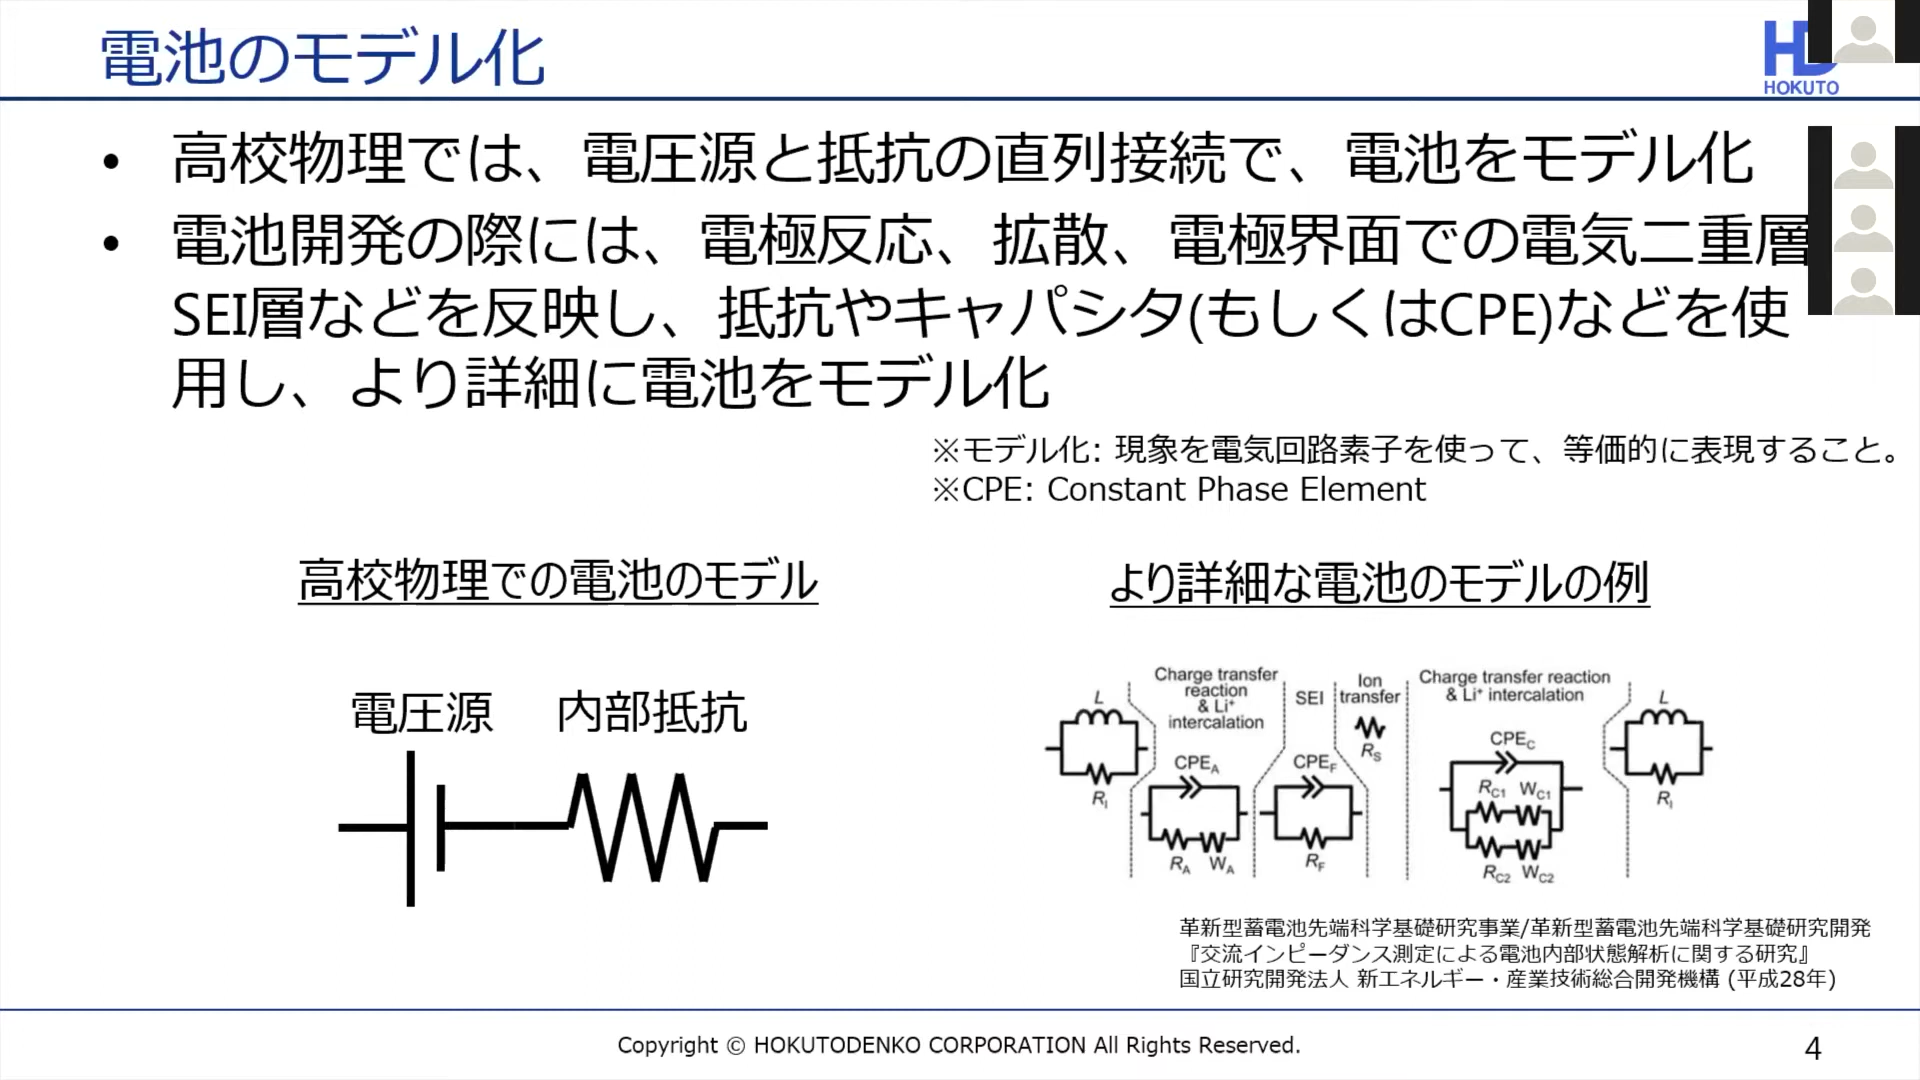 電池のモデル化
HOKUTO
• 高校物理では、電圧源と抵抗の直列接続で、電池をモデル化
• 電池開発の際には、電極反応、拡散、電極界面での電気二重層
SEI層などを反映し、抵抗やキャパシタ(もしくはCPE)などを使
用し、より詳細に電池をモデル化
※モデル化: 現象を電気回路素子を使って、等価的に表現すること。
※CPE: Constant Phase Element
高校物理での電池のモデル
電圧源 内部抵抗
より詳細な電池のモデルの例
L
R_I
Charge transfer
reaction
& Li⁺
intercalation
CPE_A
R_A W_A
SEI
CPE_F
R_F
Ion
transfer
R_S
Charge transfer reaction
& Li⁺ intercalation
CPE_C
R_C1 W_C1
R_C2 W_C2
L
R_I
革新型蓄電池先端科学基礎研究事業/革新型蓄電池先端科学基礎研究開発
『交流インピーダンス測定による電池内部状態解析に関する研究』
国立研究開発法人 新エネルギー・産業技術総合開発機構 (平成28年)
Copyright © HOKUTODENKO CORPORATION All Rights Reserved.
4